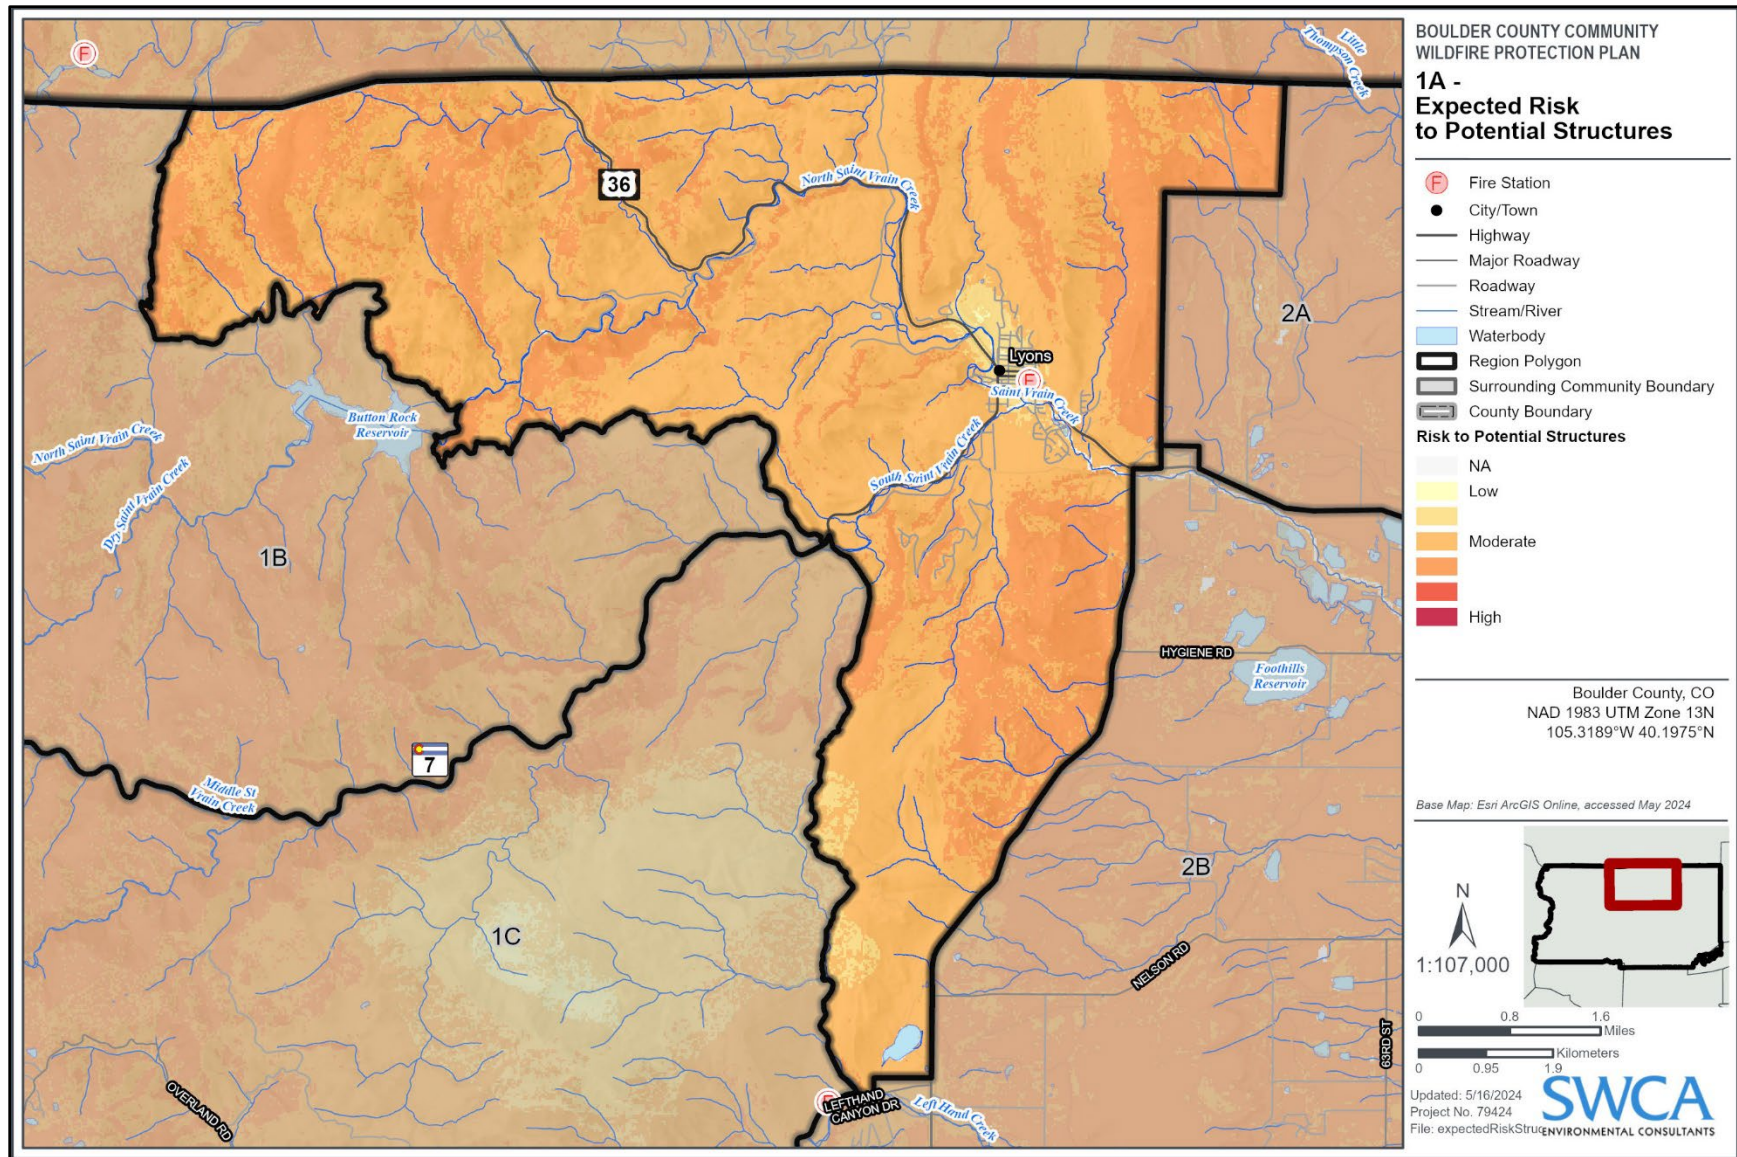 BOULDER COUNTY COMMUNITY
WILDFIRE PROTECTION PLAN
1A -
Expected Risk
to Potential Structures
F
Fire Station
City/Town
Highway
Major Roadway
Roadway
Stream/River
Waterbody
Region Polygon
Surrounding Community Boundary
County Boundary
Risk to Potential Structures
NA
Low
Moderate
High
Boulder County, CO
NAD 1983 UTM Zone 13N
105.3189°W 40.1975°N
Base Map: Esri ArcGIS Online, accessed May 2024
N
1:107,000
0 0.8 1.6
Miles
Kilometers
0 0.95 1.9
Updated: 5/16/2024
Project No. 79424
File: expectedRiskStruc
SWCA
ENVIRONMENTAL CONSULTANTS
F
Little
Thompson Creek
36
North Saint Vrain Creek
2A
Lyons
F
Saint Vrain Creek
Button Rock
Reservoir
North Saint Vrain Creek
South Saint Vrain Creek
Dry Saint Vrain Creek
1B
HYGIENE RD
Foothills
Reservoir
7
Middle St
Vrain Creek
2B
1C
NELSON RD
63RD ST
OVERLAND RD
F
LEFTHAND
CANYON DR
Left Hand
Creek